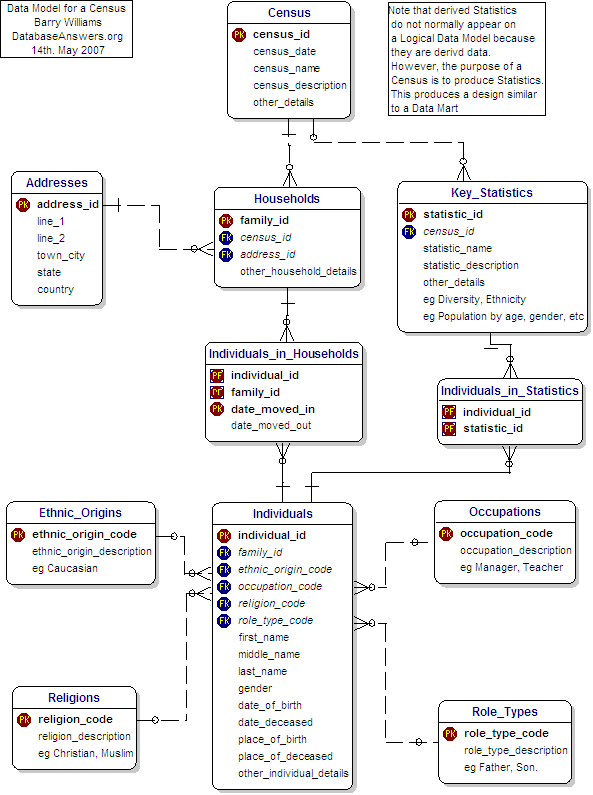 Data Model for a Census
Barry Williams
DatabaseAnswers.org
14th. May 2007
Census
PK census_id
census_date
census_name
census_description
other_details
Note that derived Statistics
do not normally appear on
a Logical Data Model because
they are derivd data.
However, the purpose of a
Census is to produce Statistics.
This produces a design similar
to a Data Mart
Addresses
PK address_id
line_1
line_2
town_city
state
country
Households
PK family_id
FK census_id
FK address_id
other_household_details
Key_Statistics
PK statistic_id
FK census_id
statistic_name
statistic_description
other_details
eg Diversity, Ethnicity
eg Population by age, gender, etc
Individuals_in_Households
PF individual_id
PF family_id
PK date_moved_in
date_moved_out
Individuals_in_Statistics
PF individual_id
PF statistic_id
Ethnic_Origins
PK ethnic_origin_code
ethnic_origin_description
eg Caucasian
Individuals
PK individual_id
FK family_id
FK ethnic_origin_code
FK occupation_code
FK religion_code
FK role_type_code
first_name
middle_name
last_name
gender
date_of_birth
date_deceased
place_of_birth
place_of_deceased
other_individual_details
Occupations
PK occupation_code
occupation_description
eg Manager, Teacher
Religions
PK religion_code
religion_description
eg Christian, Muslim
Role_Types
PK role_type_code
role_type_description
eg Father, Son.